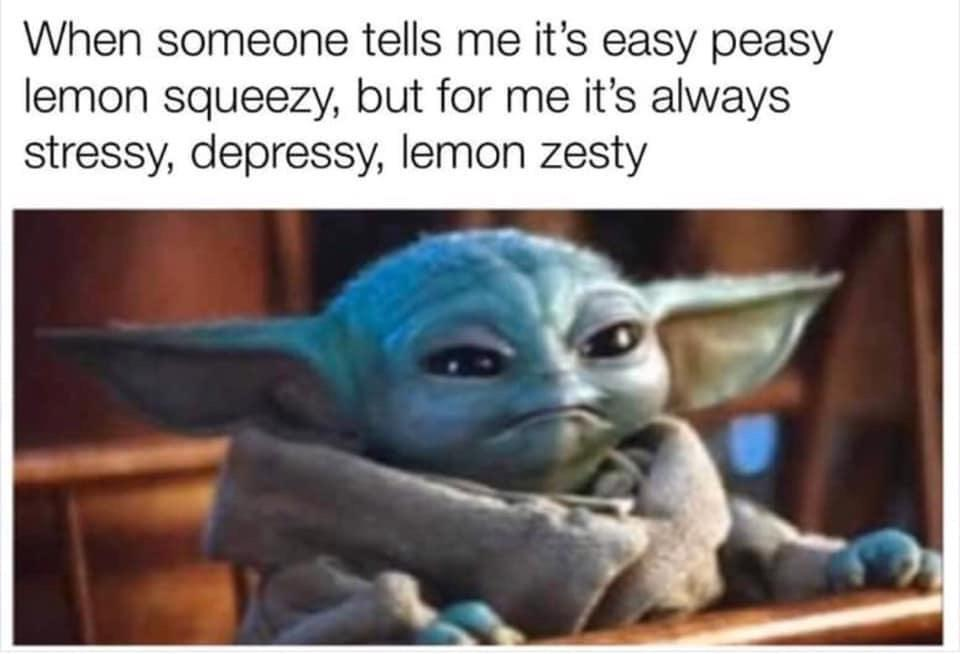 When someone tells me it’s easy peasy
lemon squeezy, but for me it’s always
stressy, depressy, lemon zesty